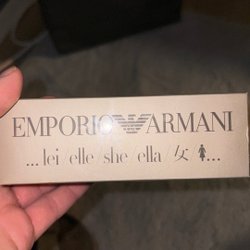 EMPORIO ARMANI
...lei/elle/she/ella/女/...